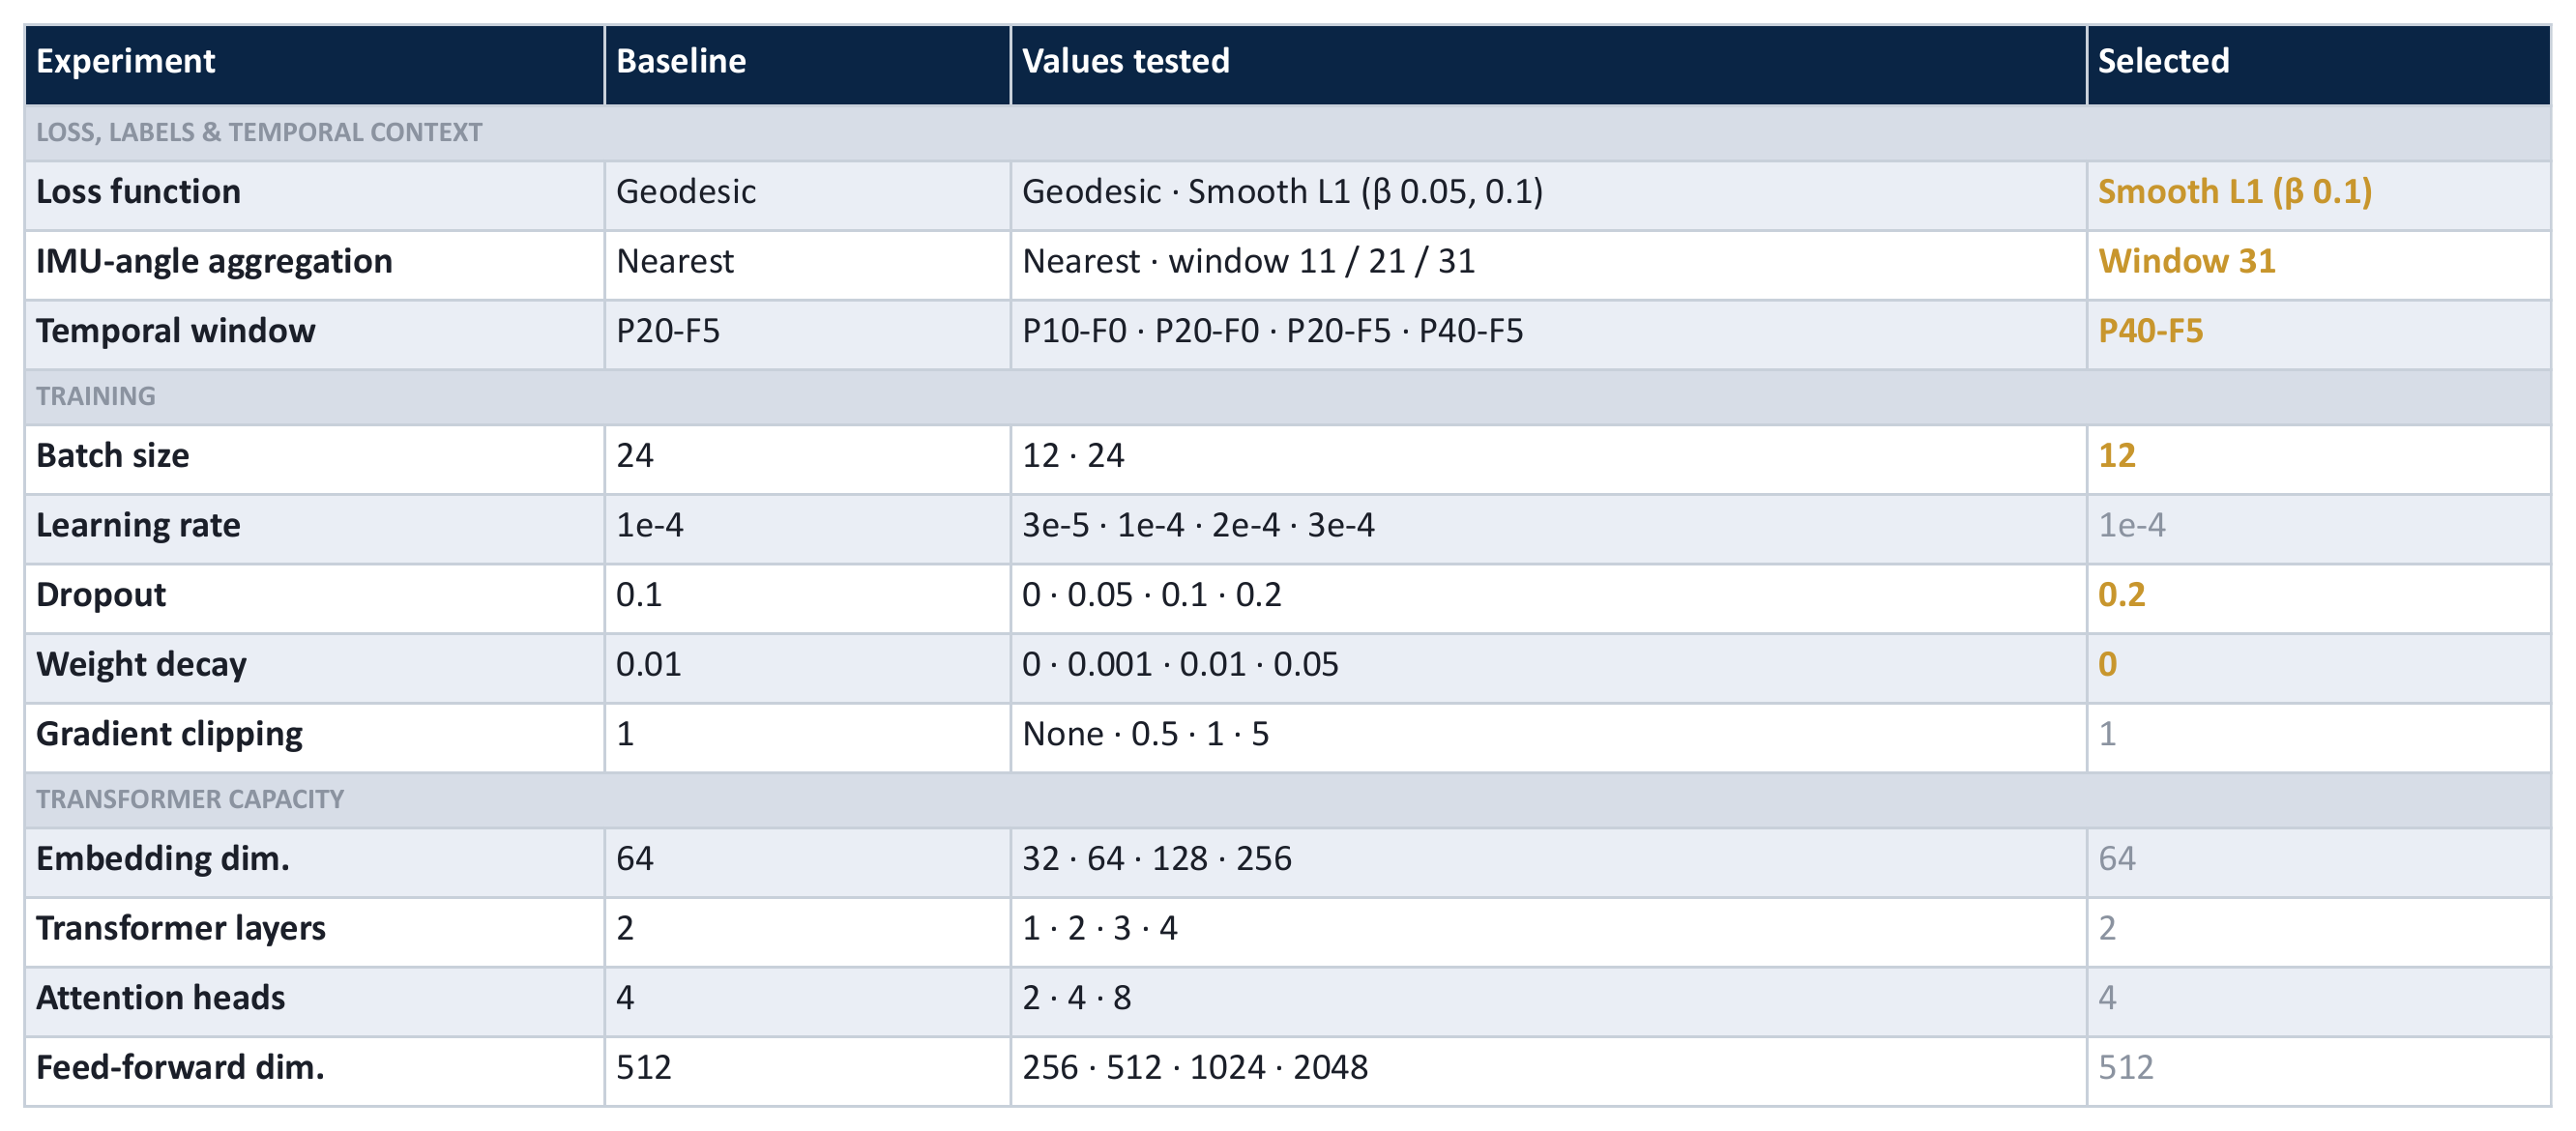 Experiment Baseline Values tested Selected
LOSS, LABELS & TEMPORAL CONTEXT
Loss function Geodesic Geodesic · Smooth L1 (β 0.05, 0.1) Smooth L1 (β 0.1)
IMU-angle aggregation Nearest Nearest · window 11 / 21 / 31 Window 31
Temporal window P20-F5 P10-F0 · P20-F0 · P20-F5 · P40-F5 P40-F5
TRAINING
Batch size 24 12 · 24 12
Learning rate 1e-4 3e-5 · 1e-4 · 2e-4 · 3e-4 1e-4
Dropout 0.1 0 · 0.05 · 0.1 · 0.2 0.2
Weight decay 0.01 0 · 0.001 · 0.01 · 0.05 0
Gradient clipping 1 None · 0.5 · 1 · 5 1
TRANSFORMER CAPACITY
Embedding dim. 64 32 · 64 · 128 · 256 64
Transformer layers 2 1 · 2 · 3 · 4 2
Attention heads 4 2 · 4 · 8 4
Feed-forward dim. 512 256 · 512 · 1024 · 2048 512